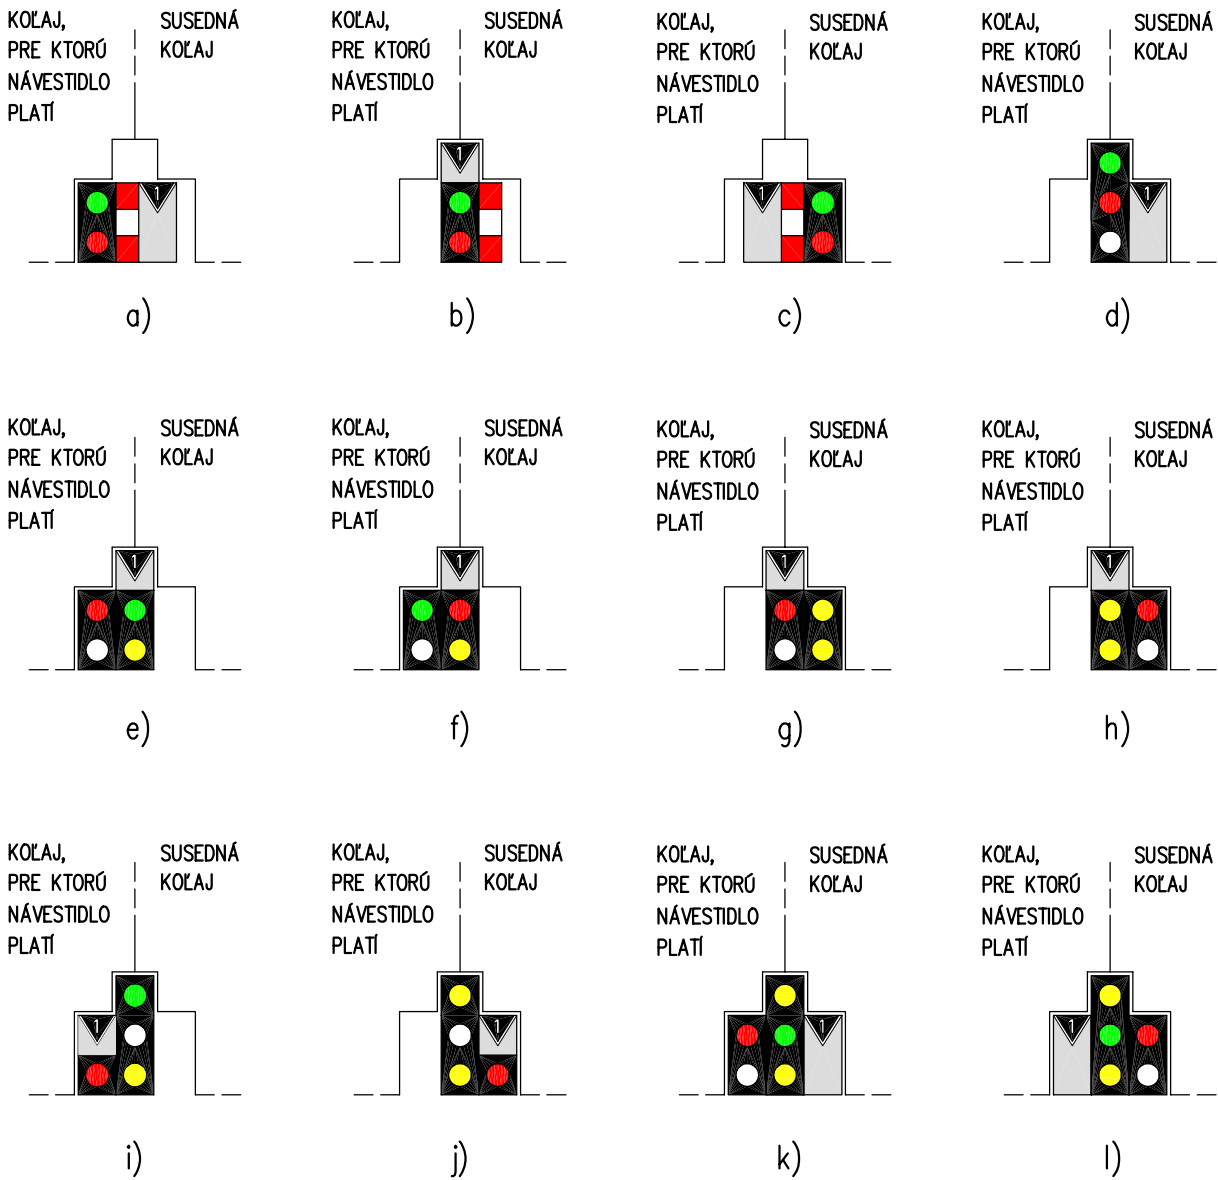 KOĽAJ,
PRE KTORÚ
NÁVESTIDLO
PLATÍ
SUSEDNÁ
KOĽAJ
1
a)
KOĽAJ,
PRE KTORÚ
NÁVESTIDLO
PLATÍ
SUSEDNÁ
KOĽAJ
1
b)
KOĽAJ,
PRE KTORÚ
NÁVESTIDLO
PLATÍ
SUSEDNÁ
KOĽAJ
1
c)
KOĽAJ,
PRE KTORÚ
NÁVESTIDLO
PLATÍ
SUSEDNÁ
KOĽAJ
1
d)
KOĽAJ,
PRE KTORÚ
NÁVESTIDLO
PLATÍ
SUSEDNÁ
KOĽAJ
1
e)
KOĽAJ,
PRE KTORÚ
NÁVESTIDLO
PLATÍ
SUSEDNÁ
KOĽAJ
1
f)
KOĽAJ,
PRE KTORÚ
NÁVESTIDLO
PLATÍ
SUSEDNÁ
KOĽAJ
1
g)
KOĽAJ,
PRE KTORÚ
NÁVESTIDLO
PLATÍ
SUSEDNÁ
KOĽAJ
1
h)
KOĽAJ,
PRE KTORÚ
NÁVESTIDLO
PLATÍ
SUSEDNÁ
KOĽAJ
1
i)
KOĽAJ,
PRE KTORÚ
NÁVESTIDLO
PLATÍ
SUSEDNÁ
KOĽAJ
1
j)
KOĽAJ,
PRE KTORÚ
NÁVESTIDLO
PLATÍ
SUSEDNÁ
KOĽAJ
1
k)
KOĽAJ,
PRE KTORÚ
NÁVESTIDLO
PLATÍ
SUSEDNÁ
KOĽAJ
1
l)